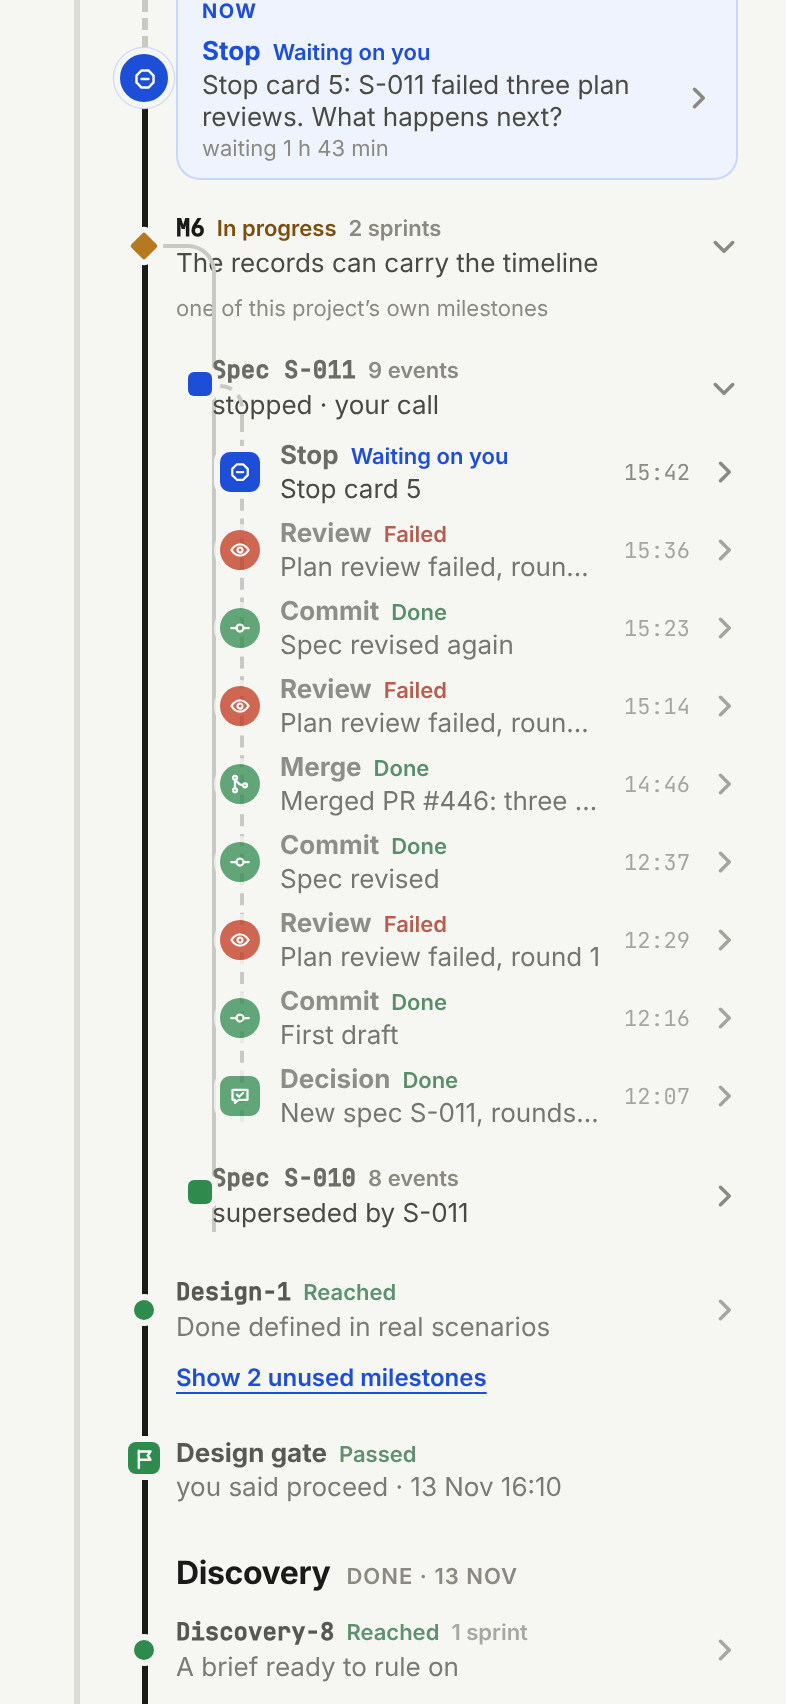 NOW
Stop Waiting on you
Stop card 5: S-011 failed three plan
reviews. What happens next?
waiting 1 h 43 min
M6 In progress 2 sprints
The records can carry the timeline
one of this project’s own milestones
Spec S-011 9 events
stopped · your call
Stop Waiting on you
Stop card 5 15:42
Review Failed
Plan review failed, roun... 15:36
Commit Done
Spec revised again 15:23
Review Failed
Plan review failed, roun... 15:14
Merge Done
Merged PR #446: three ... 14:46
Commit Done
Spec revised 12:37
Review Failed
Plan review failed, round 1 12:29
Commit Done
First draft 12:16
Decision Done
New spec S-011, rounds... 12:07
Spec S-010 8 events
superseded by S-011
Design-1 Reached
Done defined in real scenarios
Show 2 unused milestones
Design gate Passed
you said proceed · 13 Nov 16:10
Discovery DONE · 13 NOV
Discovery-8 Reached 1 sprint
A brief ready to rule on